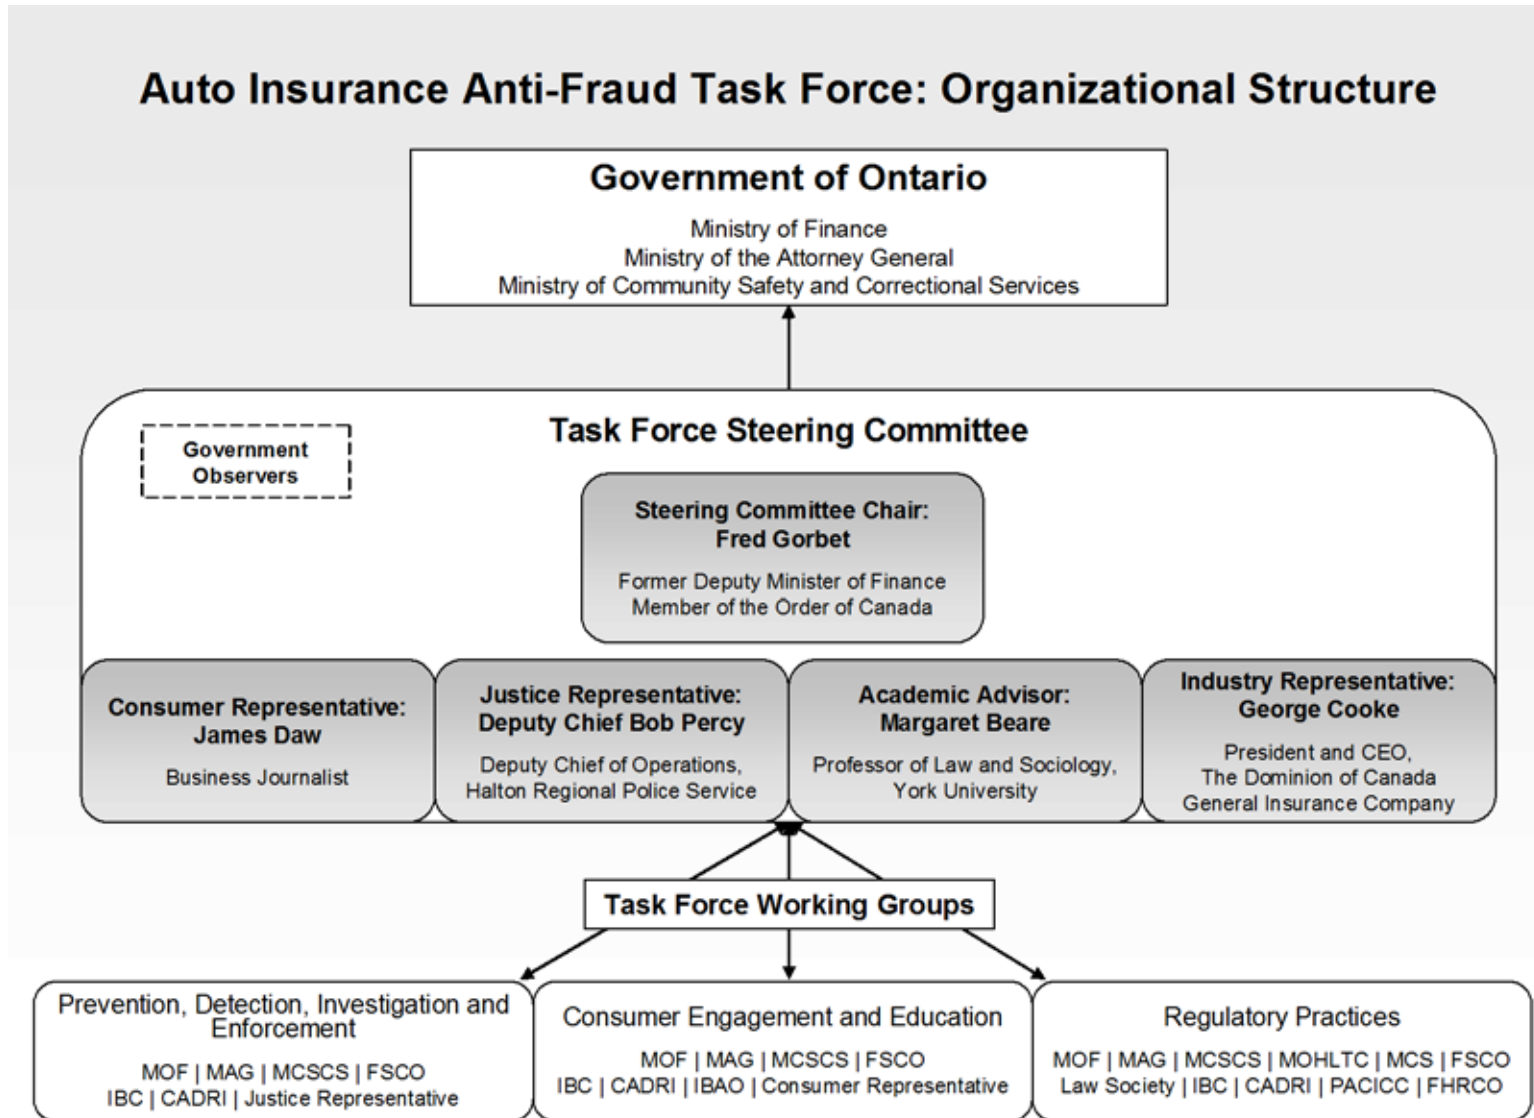 Auto Insurance Anti-Fraud Task Force: Organizational Structure
Government of Ontario
Ministry of Finance
Ministry of the Attorney General
Ministry of Community Safety and Correctional Services
Government
Observers
Task Force Steering Committee
Steering Committee Chair:
Fred Gorbet
Former Deputy Minister of Finance
Member of the Order of Canada
Consumer Representative:
James Daw
Business Journalist
Justice Representative:
Deputy Chief Bob Percy
Deputy Chief of Operations,
Halton Regional Police Service
Academic Advisor:
Margaret Beare
Professor of Law and Sociology,
York University
Industry Representative:
George Cooke
President and CEO,
The Dominion of Canada
General Insurance Company
Task Force Working Groups
Prevention, Detection, Investigation and
Enforcement
MOF | MAG | MCSCS | FSCO
IBC | CADRI | Justice Representative
Consumer Engagement and Education
MOF | MAG | MCSCS | FSCO
IBC | CADRI | IBAO | Consumer Representative
Regulatory Practices
MOF | MAG | MCSCS | MOHLTC | MCS | FSCO
Law Society | IBC | CADRI | PACICC | FHRCO